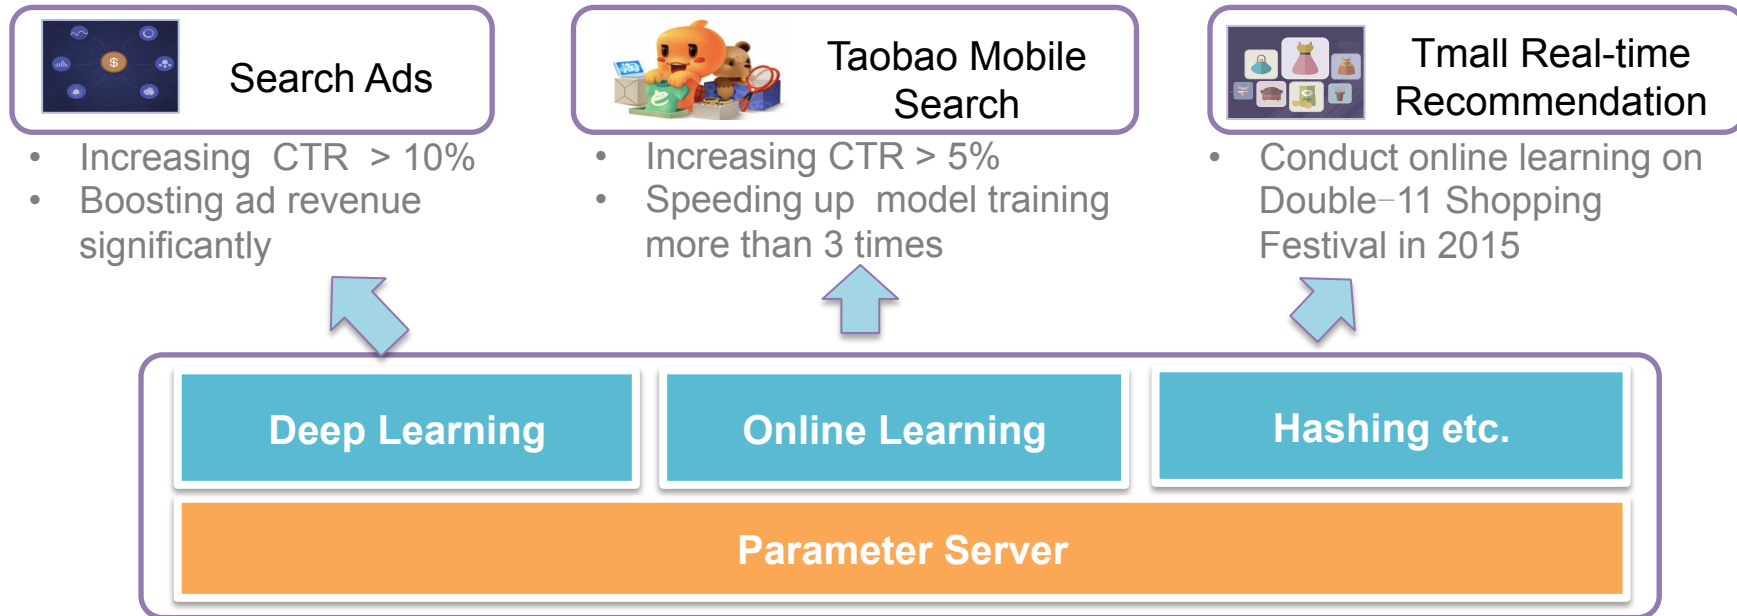 Search Ads
• Increasing  CTR  > 10%
• Boosting ad revenue
significantly
淘
Taobao Mobile
Search
• Increasing CTR > 5%
• Speeding up  model training
more than 3 times
Tmall Real-time
Recommendation
• Conduct online learning on
Double−11 Shopping
Festival in 2015
Deep Learning
Online Learning
Hashing etc.
Parameter Server